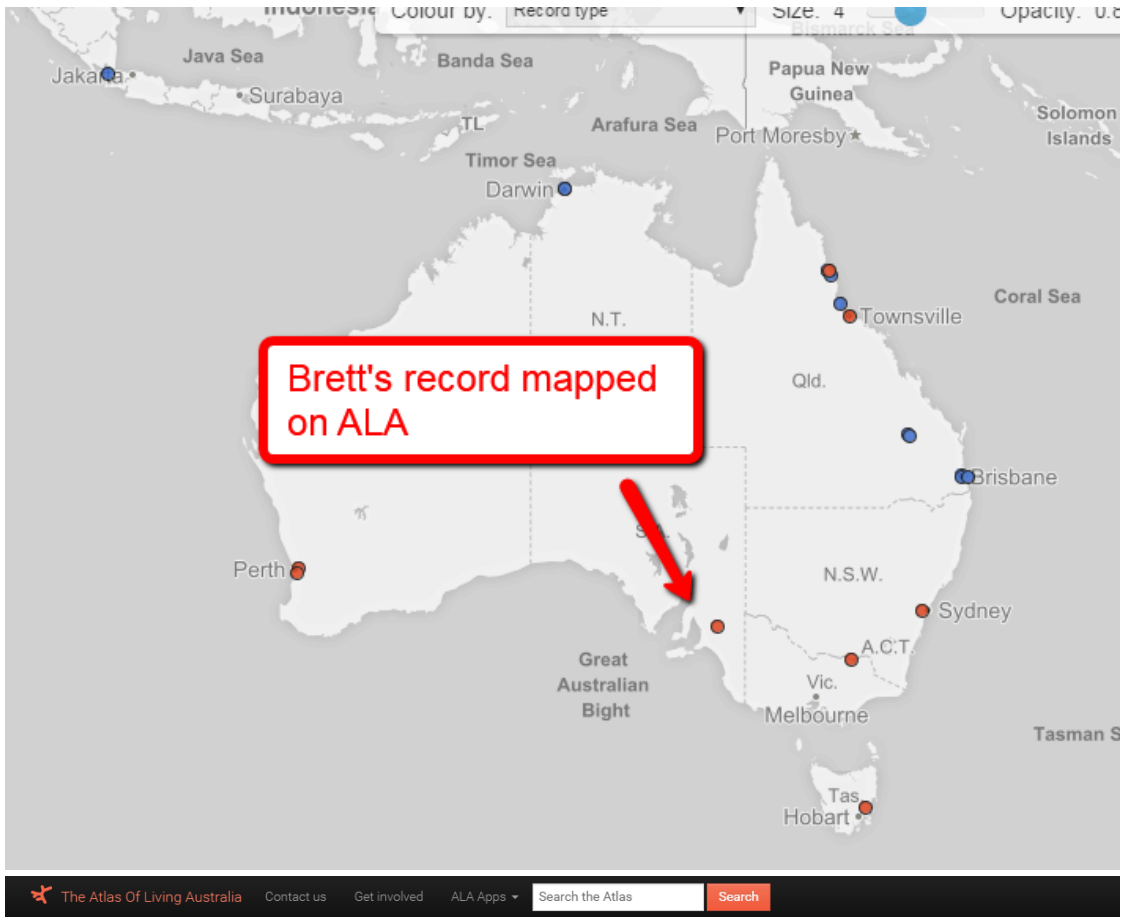 Indonesia Colour by: Record type Size: 4 Opacity: 0.8
Bismarck Sea
Java Sea
Banda Sea
Papua New
Guinea
Jakarta
Surabaya
Solomon
Islands
TL
Arafura Sea
Port Moresby
Timor Sea
Darwin
Coral Sea
N.T.
Townsville
Brett's record mapped
on ALA
Qld.
Brisbane
S.A.
Perth
N.S.W.
Sydney
A.C.T.
Great
Australian
Bight
Vic.
Melbourne
Tasman S
Tas.
Hobart
The Atlas Of Living Australia Contact us Get involved ALA Apps Search the Atlas Search